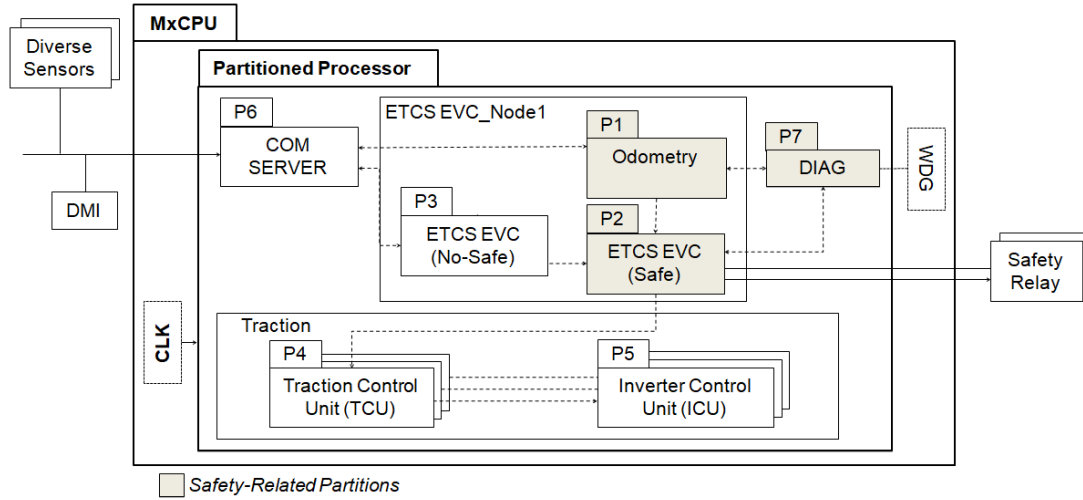 MxCPU
Diverse
Sensors
Partitioned Processor
P6
COM
SERVER
ETCS EVC_Node1
P1
Odometry
P7
DIAG
WDG
DMI
P3
ETCS EVC
(No-Safe)
P2
ETCS EVC
(Safe)
Safety
Relay
CLK
Traction
P4
Traction Control
Unit (TCU)
P5
Inverter Control
Unit (ICU)
Safety-Related Partitions